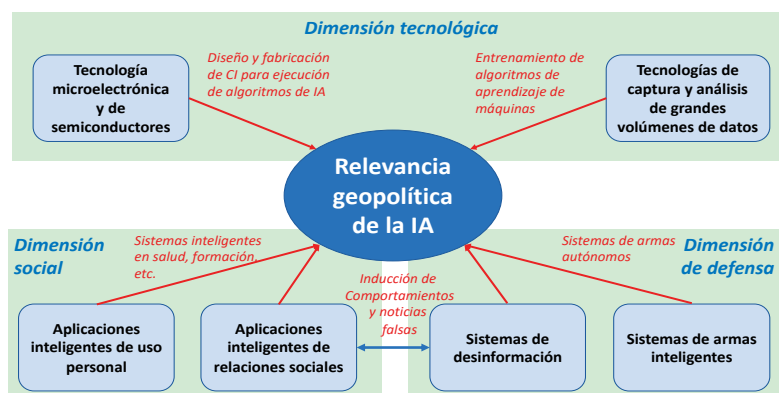 Dimensión tecnológica
Tecnología
microelectrónica
y de
semiconductores
Diseño y fabricación
de CI para ejecución
de algoritmos de IA
Entrenamiento de
algoritmos de
aprendizaje de
máquinas
Tecnologías de
captura y análisis
de grandes
volúmenes de datos
Relevancia
geopolítica
de la IA
Dimensión
social
Sistemas inteligentes
en salud, formación,
etc.
Sistemas de armas
autónomos
Dimensión
de defensa
Inducción de
Comportamientos
y noticias
falsas
Aplicaciones
inteligentes de uso
personal
Aplicaciones
inteligentes de
relaciones sociales
Sistemas de
desinformación
Sistemas de armas
inteligentes